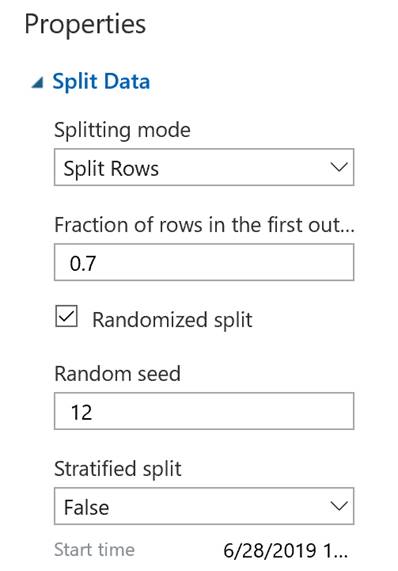 Properties
Split Data
Splitting mode
Split Rows
Fraction of rows in the first out...
0.7
Randomized split
Random seed
12
Stratified split
False
Start time 6/28/2019 1...